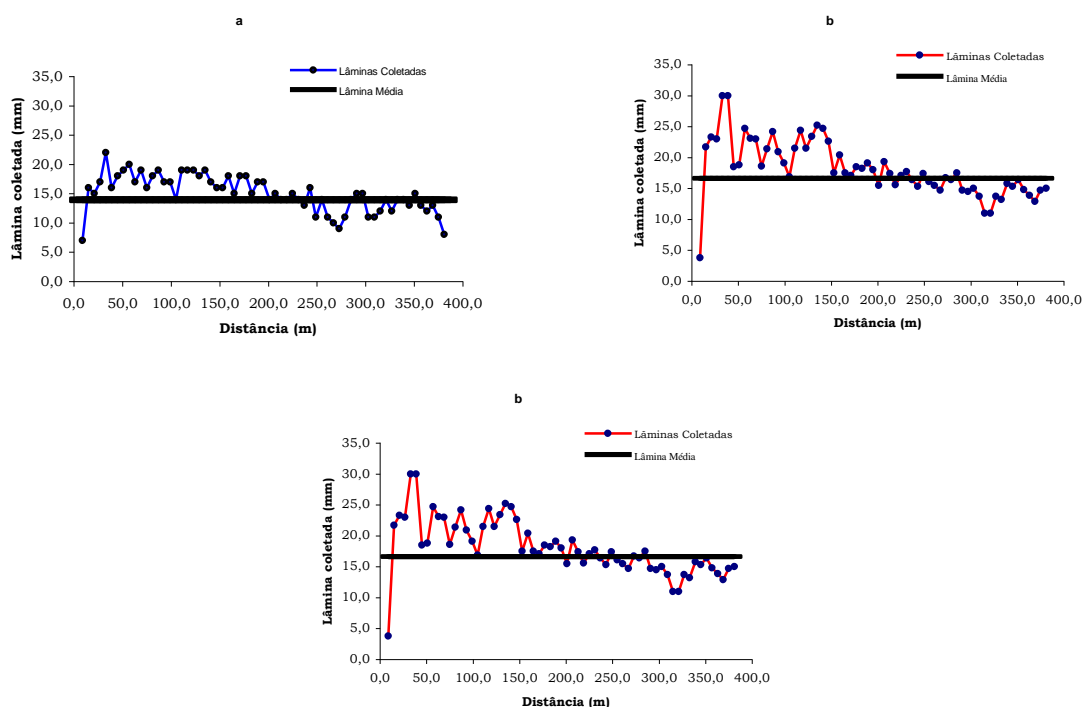 a
Lâminas Coletadas
Lâmina Média
Lâmina coletada (mm)
35,0
30,0
25,0
20,0
15,0
10,0
5,0
0,0
0,0 50,0 100,0 150,0 200,0 250,0 300,0 350,0 400,0
Distância (m)
b
Lâminas Coletadas
Lâmina Média
Lâmina coletada (mm)
35,0
30,0
25,0
20,0
15,0
10,0
5,0
0,0
0,0 50,0 100,0 150,0 200,0 250,0 300,0 350,0 400,0
Distância (m)
b
Lâminas Coletadas
Lâmina Média
Lâmina coletada (mm)
35,0
30,0
25,0
20,0
15,0
10,0
5,0
0,0
0,0 50,0 100,0 150,0 200,0 250,0 300,0 350,0 400,0
Distância (m)